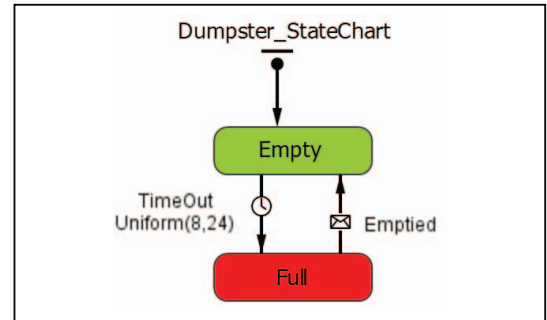 Dumpster_StateChart
Empty
TimeOut
Uniform(8,24)
Emptied
Full